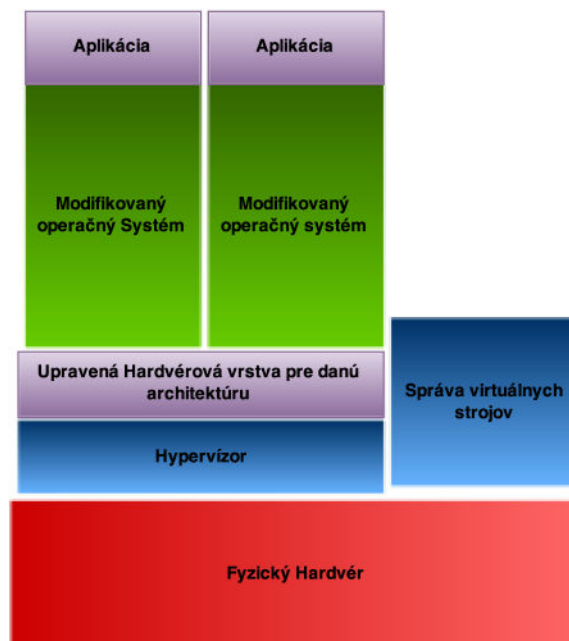 Aplikácia
Aplikácia
Modifikovaný
operačný Systém
Modifikovaný
operačný systém
Upravená Hardvérová vrstva pre danú
architektúru
Správa virtuálnych
strojov
Hypervízor
Fyzický Hardvér